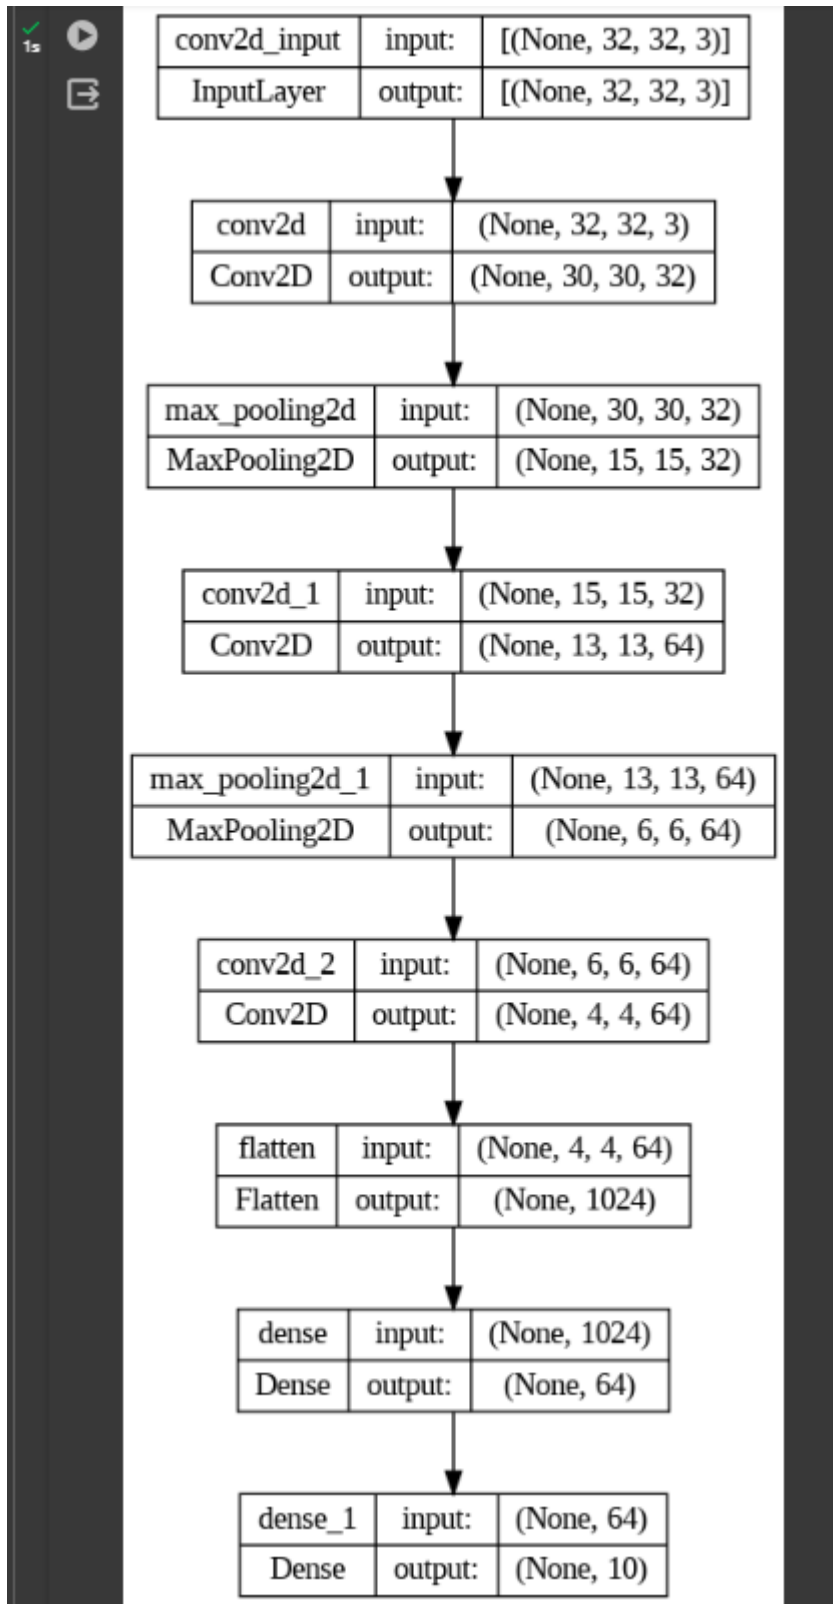 1s
conv2d_input input: [(None, 32, 32, 3)]
InputLayer output: [(None, 32, 32, 3)]
conv2d input: (None, 32, 32, 3)
Conv2D output: (None, 30, 30, 32)
max_pooling2d input: (None, 30, 30, 32)
MaxPooling2D output: (None, 15, 15, 32)
conv2d_1 input: (None, 15, 15, 32)
Conv2D output: (None, 13, 13, 64)
max_pooling2d_1 input: (None, 13, 13, 64)
MaxPooling2D output: (None, 6, 6, 64)
conv2d_2 input: (None, 6, 6, 64)
Conv2D output: (None, 4, 4, 64)
flatten input: (None, 4, 4, 64)
Flatten output: (None, 1024)
dense input: (None, 1024)
Dense output: (None, 64)
dense_1 input: (None, 64)
Dense output: (None, 10)